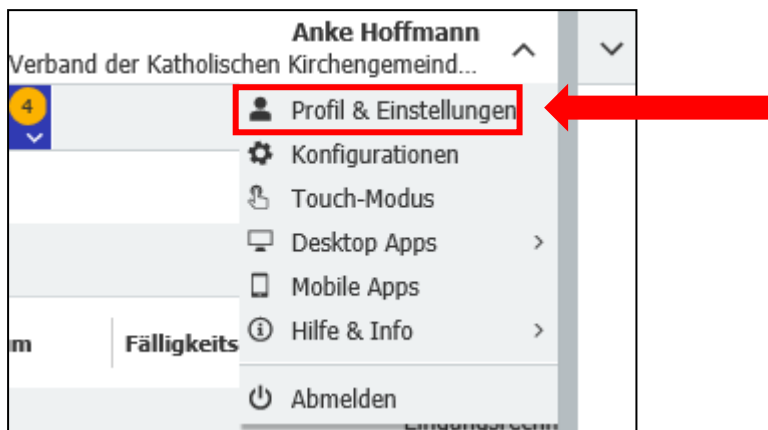 Anke Hoffmann
Verband der Katholischen Kirchengemeind...
4
Profil & Einstellungen
Konfigurationen
Touch-Modus
Desktop Apps
Mobile Apps
m Fälligkeits
Hilfe & Info
Abmelden